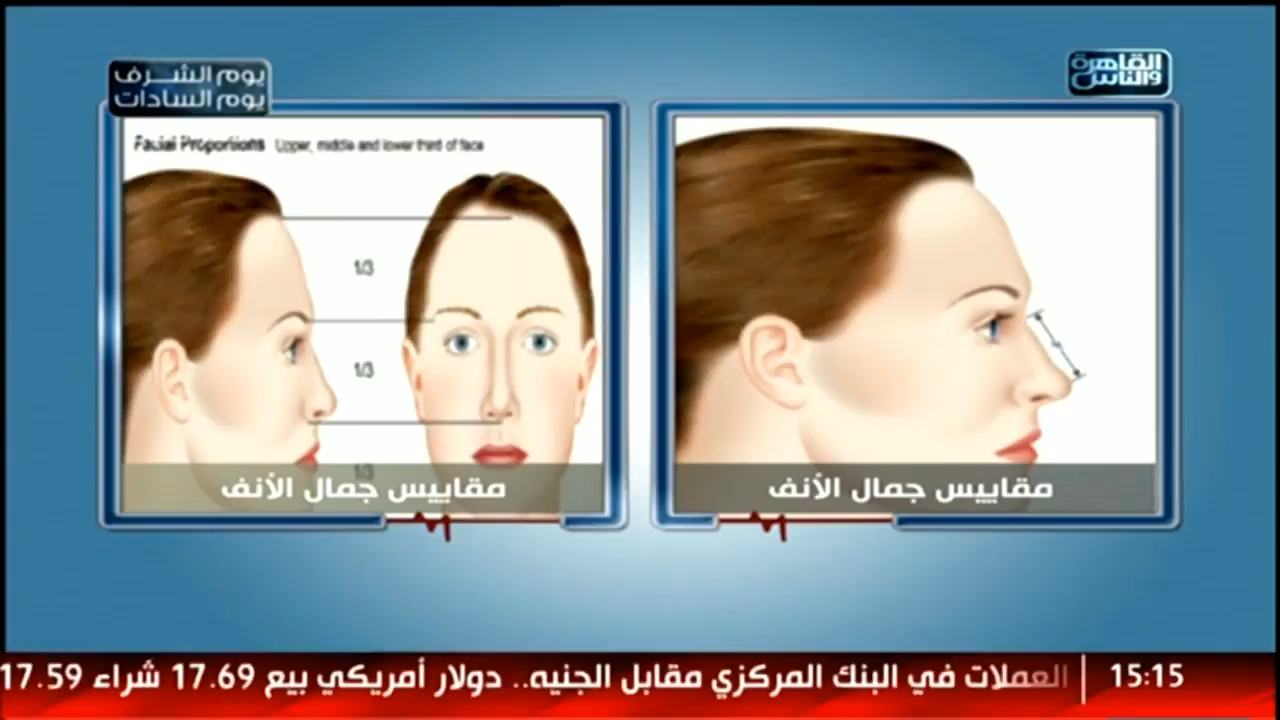 يوم الشرف
يوم السادات
القاهرة
والناس
Facial Proportions Upper, middle and lower third of face
1/3
1/3
1/3
مقاييس جمال الأنف
مقاييس جمال الأنف
15:15
العملات في البنك المركزي مقابل الجنيه.. دولار أمريكي بيع 17.69 شراء 17.59